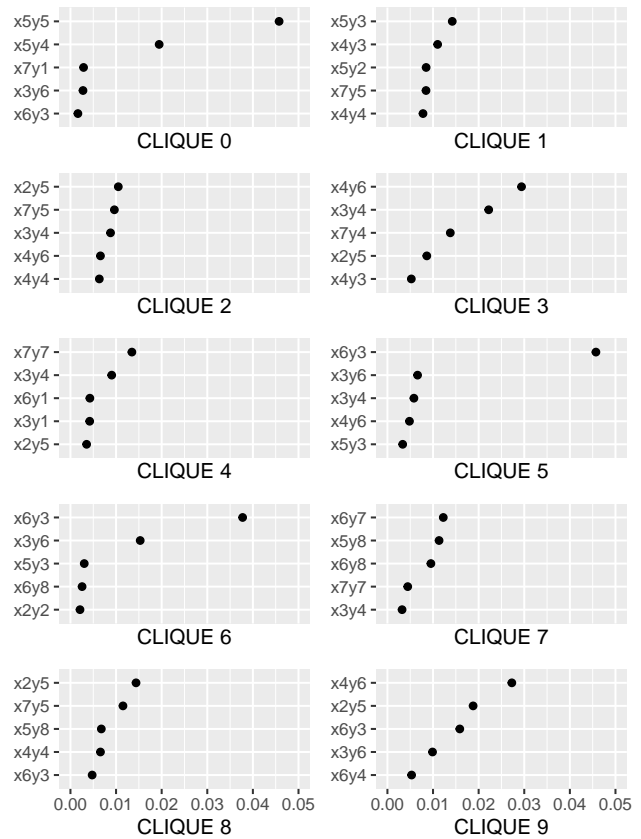 x5y5
x5y4
x7y1
x3y6
x6y3
CLIQUE 0
x5y3
x4y3
x5y2
x7y5
x4y4
CLIQUE 1
x2y5
x7y5
x3y4
x4y6
x4y4
CLIQUE 2
x4y6
x3y4
x7y4
x2y5
x4y3
CLIQUE 3
x7y7
x3y4
x6y1
x3y1
x2y5
CLIQUE 4
x6y3
x3y6
x3y4
x4y6
x5y3
CLIQUE 5
x6y3
x3y6
x5y3
x6y8
x2y2
CLIQUE 6
x6y7
x5y8
x6y8
x7y7
x3y4
CLIQUE 7
x2y5
x7y5
x5y8
x4y4
x6y3
0.00 0.01 0.02 0.03 0.04 0.05
CLIQUE 8
x4y6
x2y5
x6y3
x3y6
x6y4
0.00 0.01 0.02 0.03 0.04 0.05
CLIQUE 9